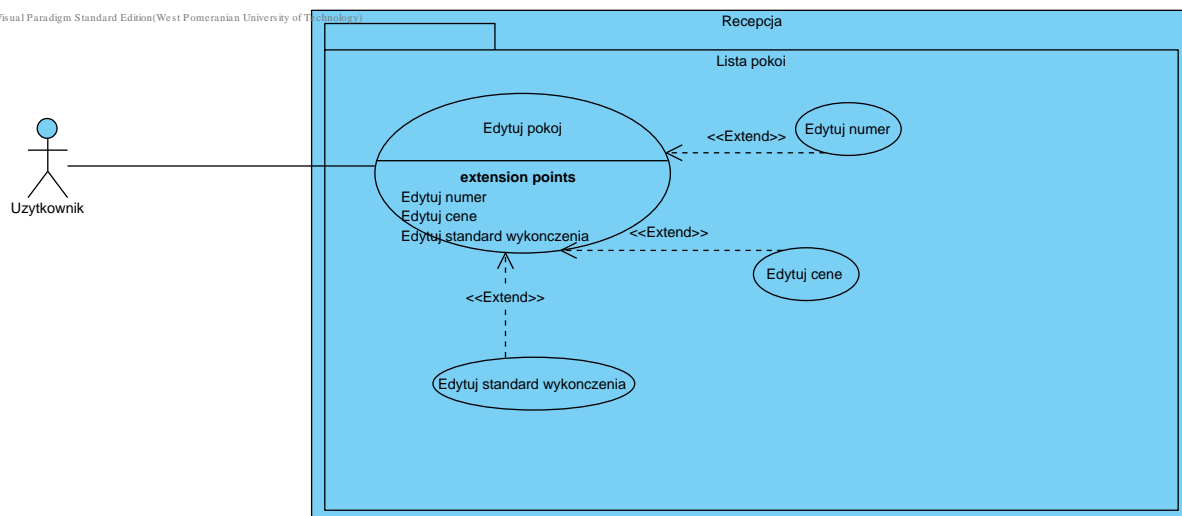 Visual Paradigm Standard Edition(West Pomeranian University of Technology)
Recepcja
Lista pokoi
Edytuj pokoj
<<Extend>>
Edytuj numer
extension points
Edytuj numer
Edytuj cene
Edytuj standard wykonczenia
<<Extend>>
Edytuj cene
<<Extend>>
Edytuj standard wykonczenia
Uzytkownik